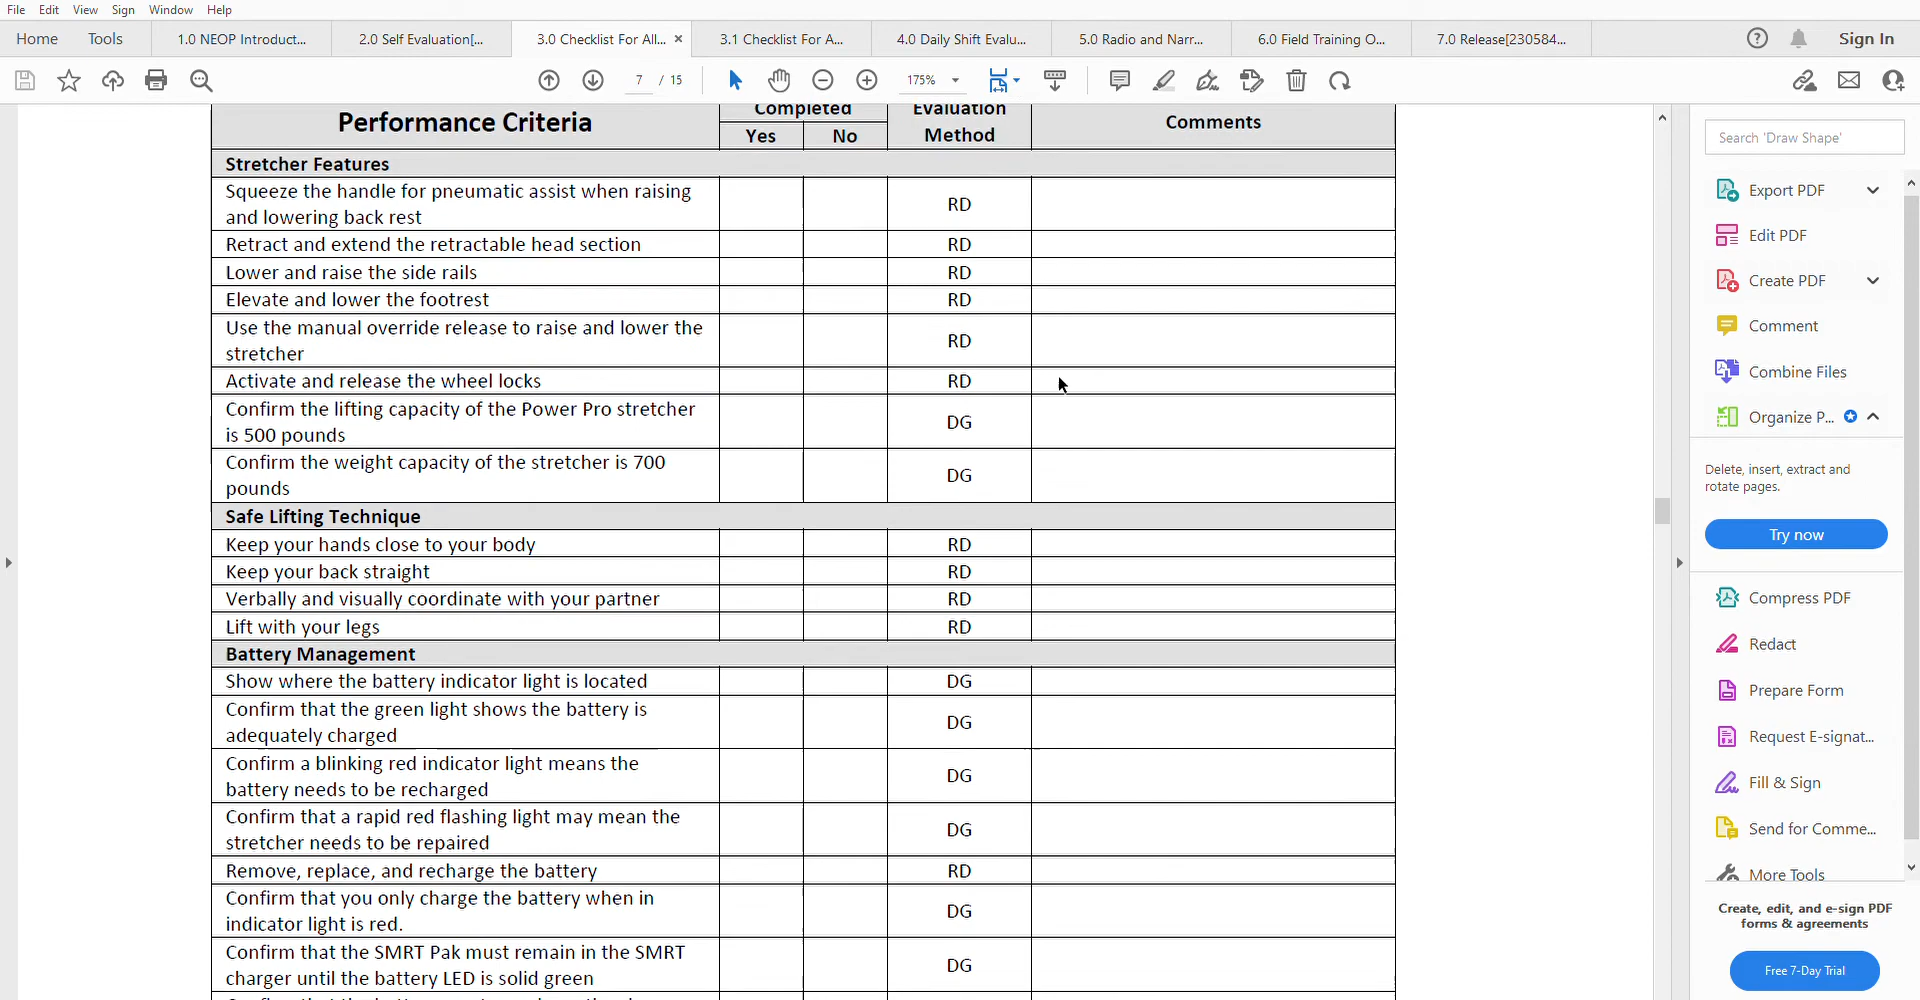 File Edit View Sign Window Help
Home Tools 1.0 NEOP Introduct... 2.0 Self Evaluation[... 3.0 Checklist For All... × 3.1 Checklist For A... 4.0 Daily Shift Evalu... 5.0 Radio and Narr... 6.0 Field Training O... 7.0 Release[230584... Sign In
7 / 15 175%
Performance Criteria Completed Evaluation Method Comments
Yes No
Stretcher Features
Squeeze the handle for pneumatic assist when raising
and lowering back rest RD
Retract and extend the retractable head section RD
Lower and raise the side rails RD
Elevate and lower the footrest RD
Use the manual override release to raise and lower the
stretcher RD
Activate and release the wheel locks RD
Confirm the lifting capacity of the Power Pro stretcher
is 500 pounds DG
Confirm the weight capacity of the stretcher is 700
pounds DG
Safe Lifting Technique
Keep your hands close to your body RD
Keep your back straight RD
Verbally and visually coordinate with your partner RD
Lift with your legs RD
Battery Management
Show where the battery indicator light is located DG
Confirm that the green light shows the battery is
adequately charged DG
Confirm a blinking red indicator light means the
battery needs to be recharged DG
Confirm that a rapid red flashing light may mean the
stretcher needs to be repaired DG
Remove, replace, and recharge the battery RD
Confirm that you only charge the battery when in
indicator light is red. DG
Confirm that the SMRT Pak must remain in the SMRT
charger until the battery LED is solid green DG
Search 'Draw Shape'
Export PDF
Edit PDF
Create PDF
Comment
Combine Files
Organize P...
Delete, insert, extract and
rotate pages.
Try now
Compress PDF
Redact
Prepare Form
Request E-signat...
Fill & Sign
Send for Comme...
More Tools
Create, edit, and e-sign PDF
forms & agreements
Free 7-Day Trial